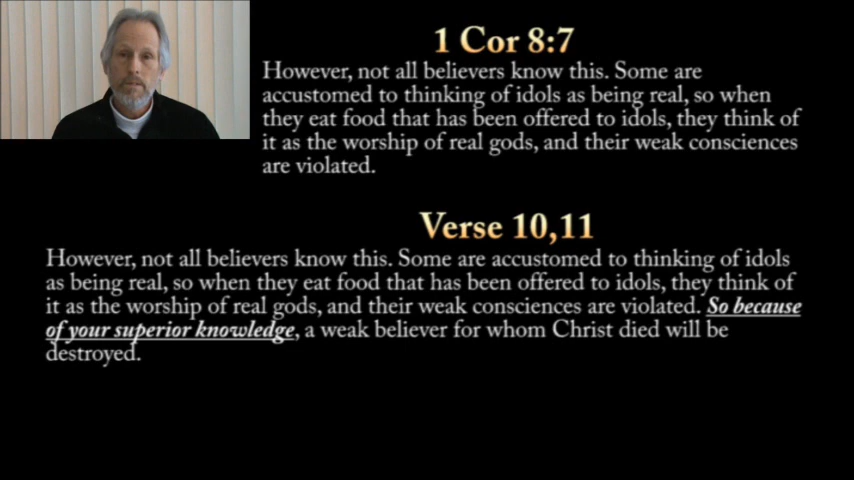 1 Cor 8:7
However, not all believers know this. Some are
accustomed to thinking of idols as being real, so when
they eat food that has been offered to idols, they think of
it as the worship of real gods, and their weak consciences
are violated.
Verse 10,11
However, not all believers know this. Some are accustomed to thinking of idols
as being real, so when they eat food that has been offered to idols, they think of
it as the worship of real gods, and their weak consciences are violated. So because
of your superior knowledge, a weak believer for whom Christ died will be
destroyed.